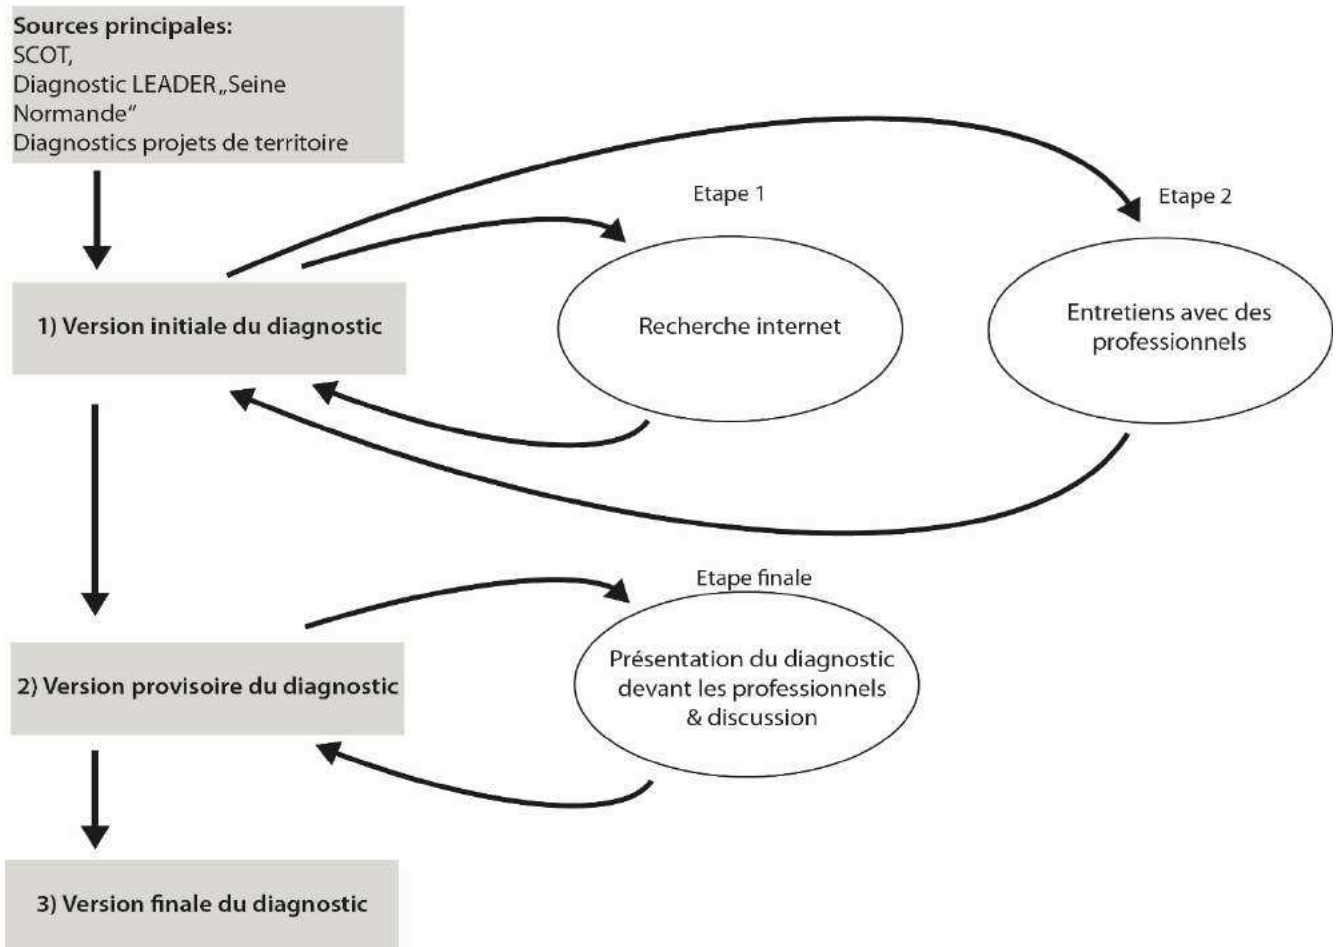 Sources principales:
SCOT,
Diagnostic LEADER „Seine
Normande“
Diagnostics projets de territoire
Etape 1
Etape 2
1) Version initiale du diagnostic
Recherche internet
Entretiens avec des
professionnels
Etape finale
2) Version provisoire du diagnostic
Présentation du diagnostic
devant les professionnels
& discussion
3) Version finale du diagnostic